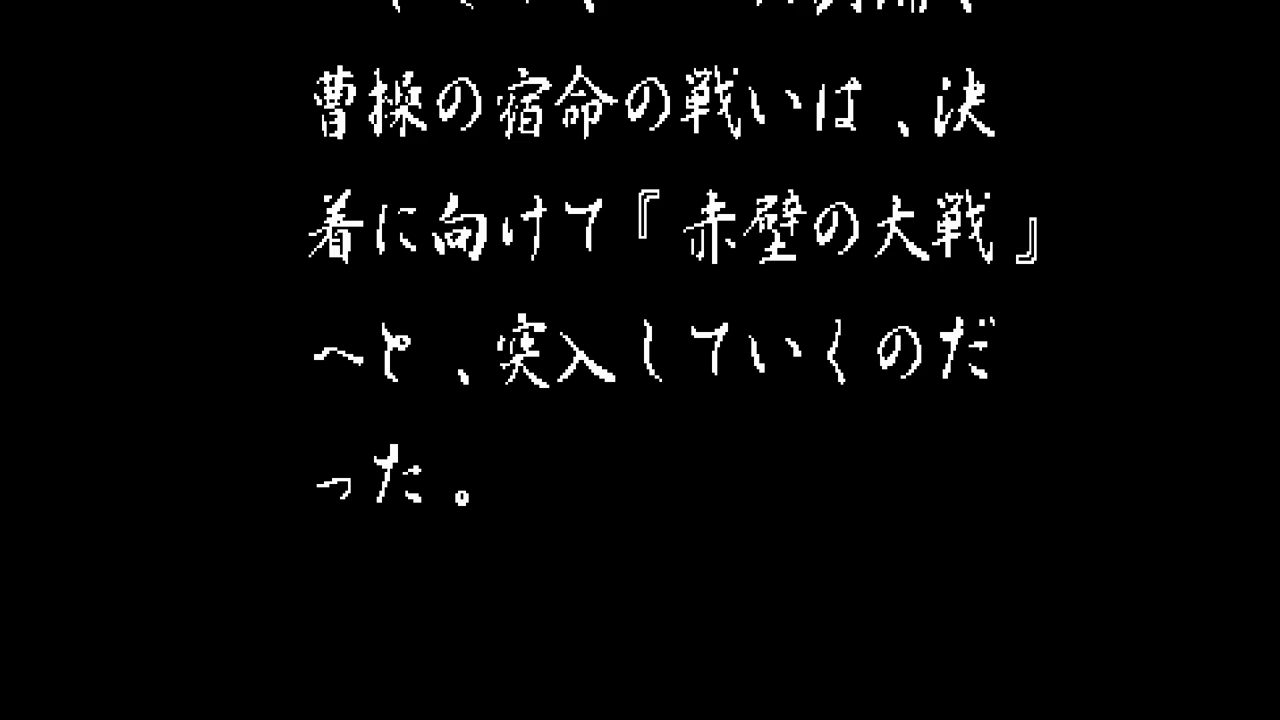 曹操の宿命の戦いは、決
着に向けて『赤壁の大戦』
へと、突入していくのだ
った。